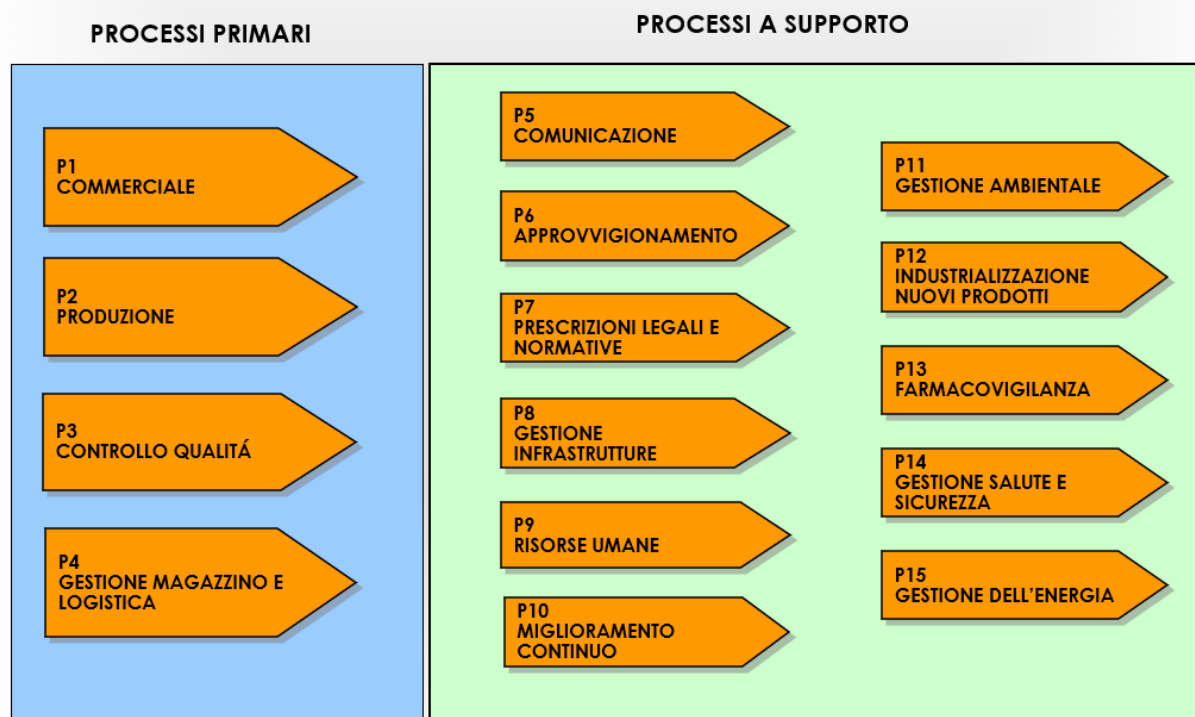 PROCESSI PRIMARI
PROCESSI A SUPPORTO
P1
COMMERCIALE
P2
PRODUZIONE
P3
CONTROLLO QUALITÁ
P4
GESTIONE MAGAZZINO E
LOGISTICA
P5
COMUNICAZIONE
P6
APPROVVIGIONAMENTO
P7
PRESCRIZIONI LEGALI E
NORMATIVE
P8
GESTIONE
INFRASTRUTTURE
P9
RISORSE UMANE
P10
MIGLIORAMENTO
CONTINUO
P11
GESTIONE AMBIENTALE
P12
INDUSTRIALIZZAZIONE
NUOVI PRODOTTI
P13
FARMACOVIGILANZA
P14
GESTIONE SALUTE E
SICUREZZA
P15
GESTIONE DELL’ENERGIA